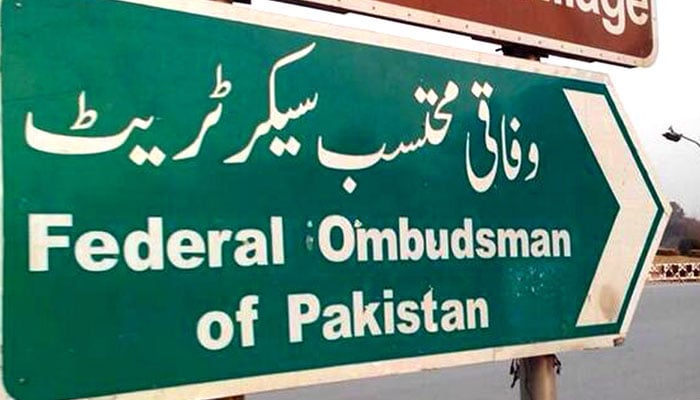 وفاقی محتسب سیکرٹریٹ
Federal Ombudsman
of Pakistan